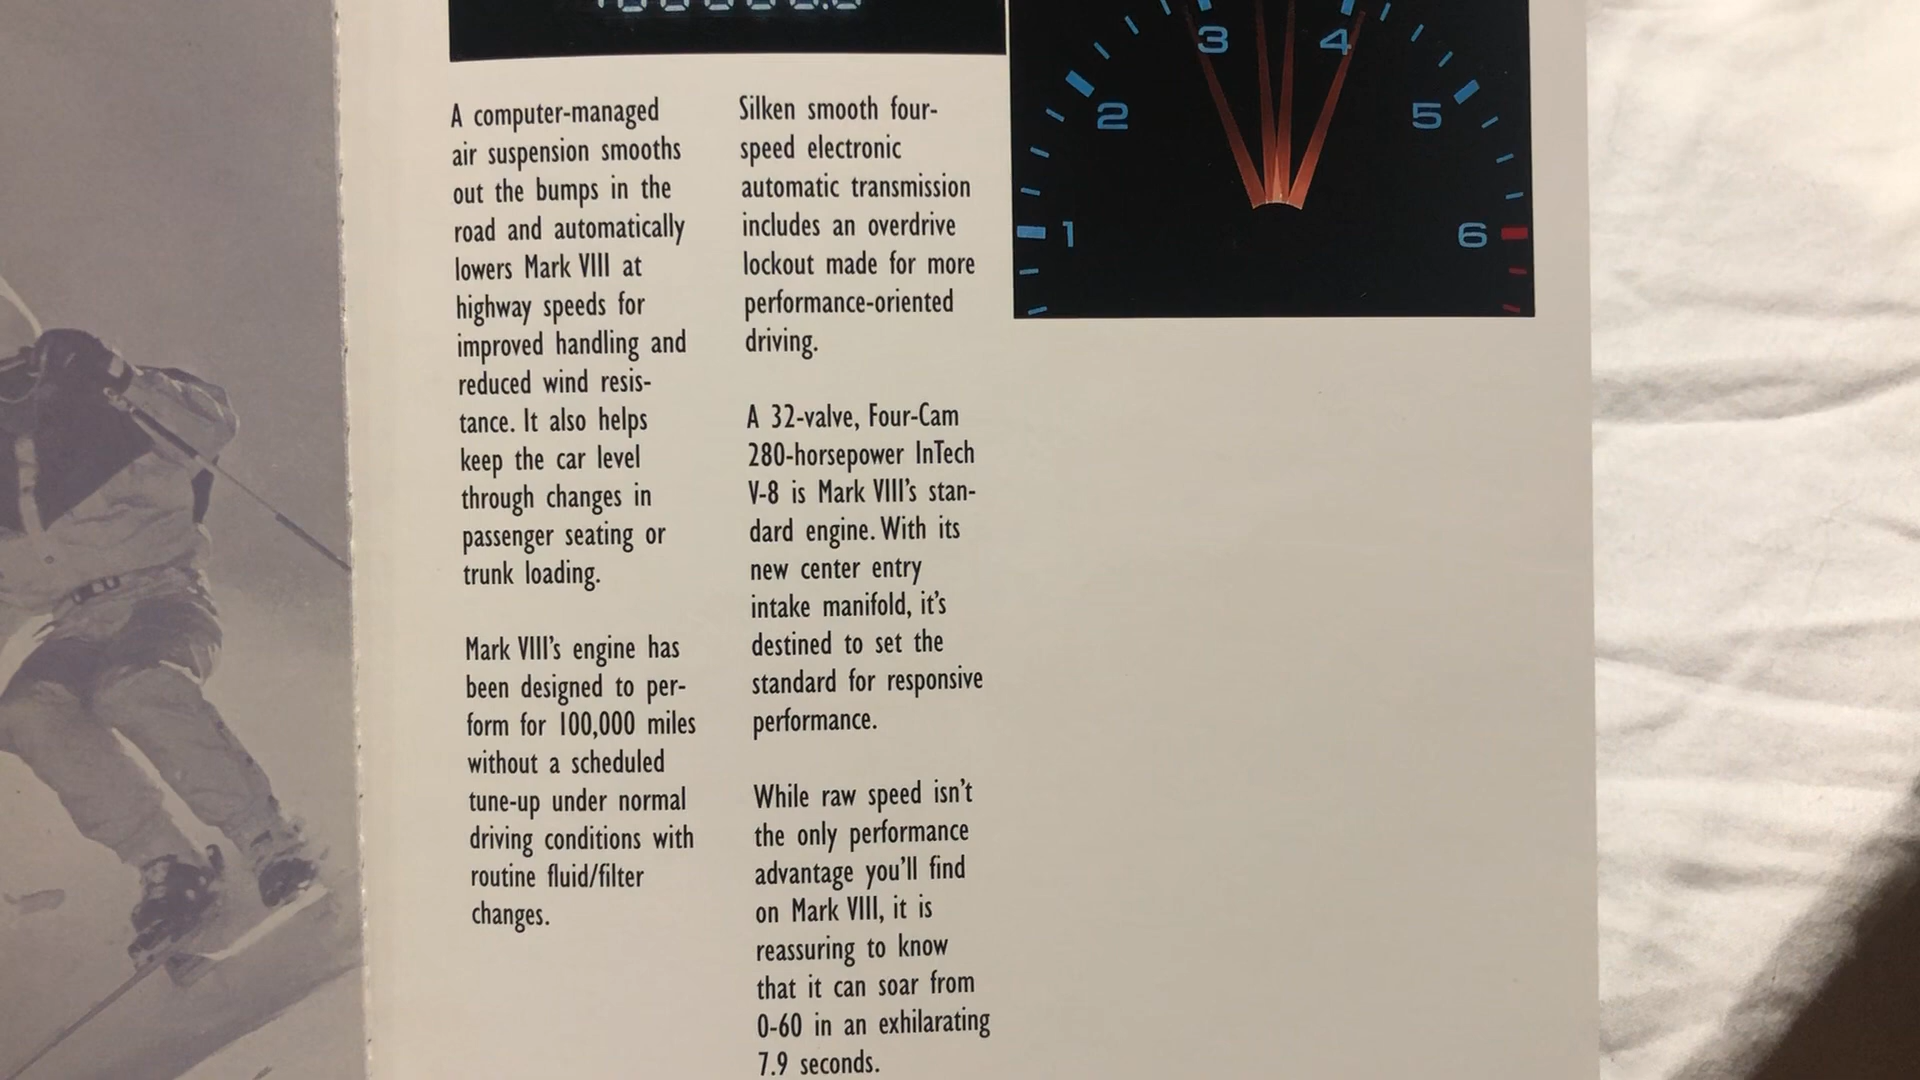 A computer-managed
air suspension smooths
out the bumps in the
road and automatically
lowers Mark VIII at
highway speeds for
improved handling and
reduced wind resis-
tance. It also helps
keep the car level
through changes in
passenger seating or
trunk loading.
Mark VIII's engine has
been designed to per-
form for 100,000 miles
without a scheduled
tune-up under normal
driving conditions with
routine fluid/filter
changes.
Silken smooth four-
speed electronic
automatic transmission
includes an overdrive
lockout made for more
performance-oriented
driving.
A 32-valve, Four-Cam
280-horsepower InTech
V-8 is Mark VIII's stan-
dard engine. With its
new center entry
intake manifold, it's
destined to set the
standard for responsive
performance.
While raw speed isn't
the only performance
advantage you'll find
on Mark VIII, it is
reassuring to know
that it can soar from
0-60 in an exhilarating
7.9 seconds.
1
2
3
4
5
6